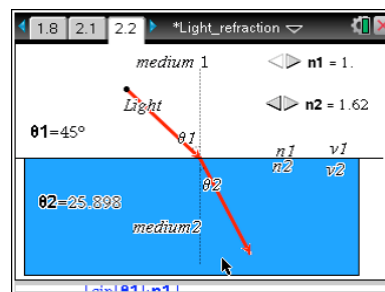 1.8 2.1 2.2 *Light_refraction
medium 1
n1 = 1.
Light
n2 = 1.62
θ1=45°
θ1
n1 v1
n2 v2
θ2
θ2=25.898
medium2